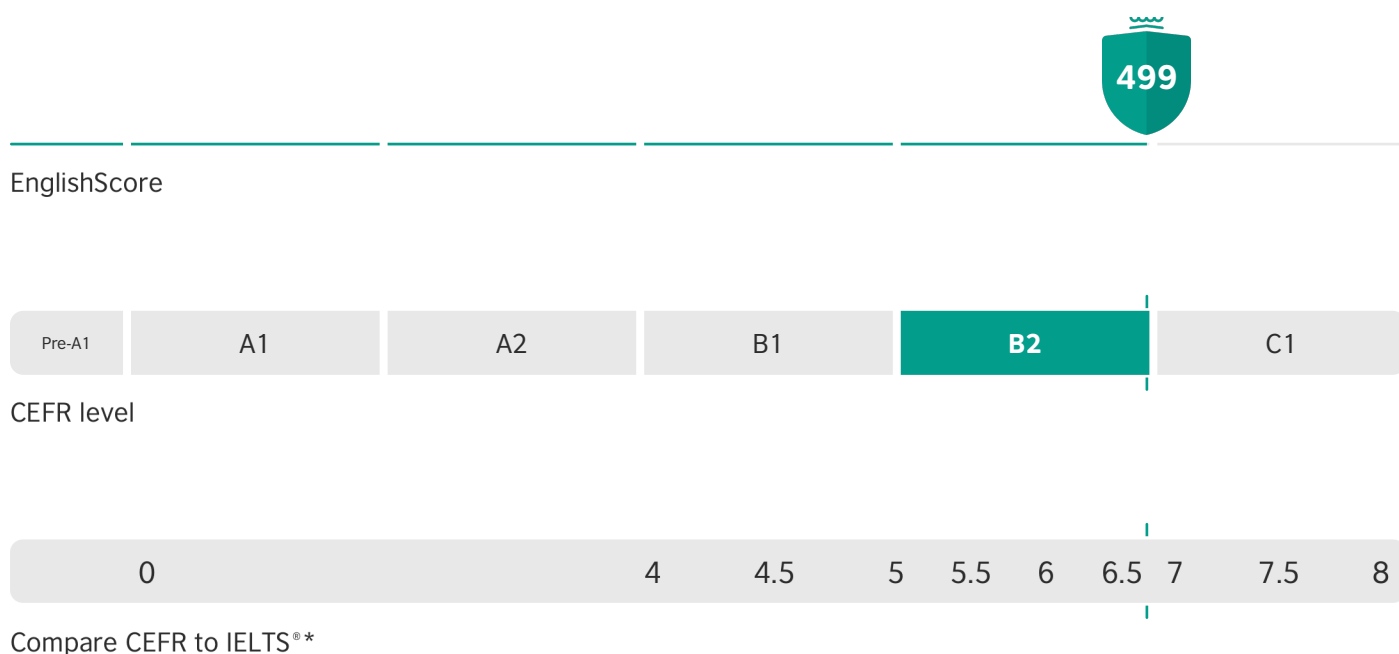 499
EnglishScore
Pre-A1 A1 A2 B1 B2 C1
CEFR level
0 4 4.5 5 5.5 6 6.5 7 7.5 8
Compare CEFR to IELTS®*